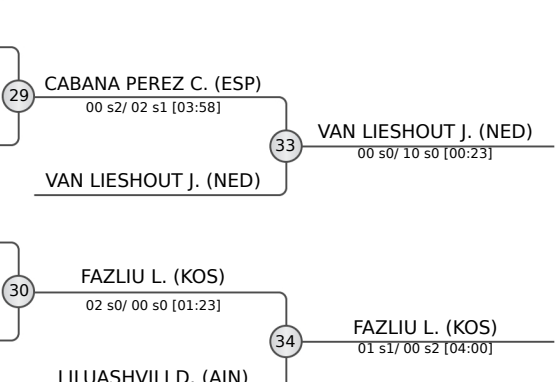 29
CABANA PEREZ C. (ESP)
00 s2/ 02 s1 [03:58]
33
VAN LIESHOUT J. (NED)
00 s0/ 10 s0 [00:23]
VAN LIESHOUT J. (NED)
30
FAZLIU L. (KOS)
02 s0/ 00 s0 [01:23]
34
FAZLIU L. (KOS)
01 s1/ 00 s2 [04:00]
LILUASHVILI D. (AIN)